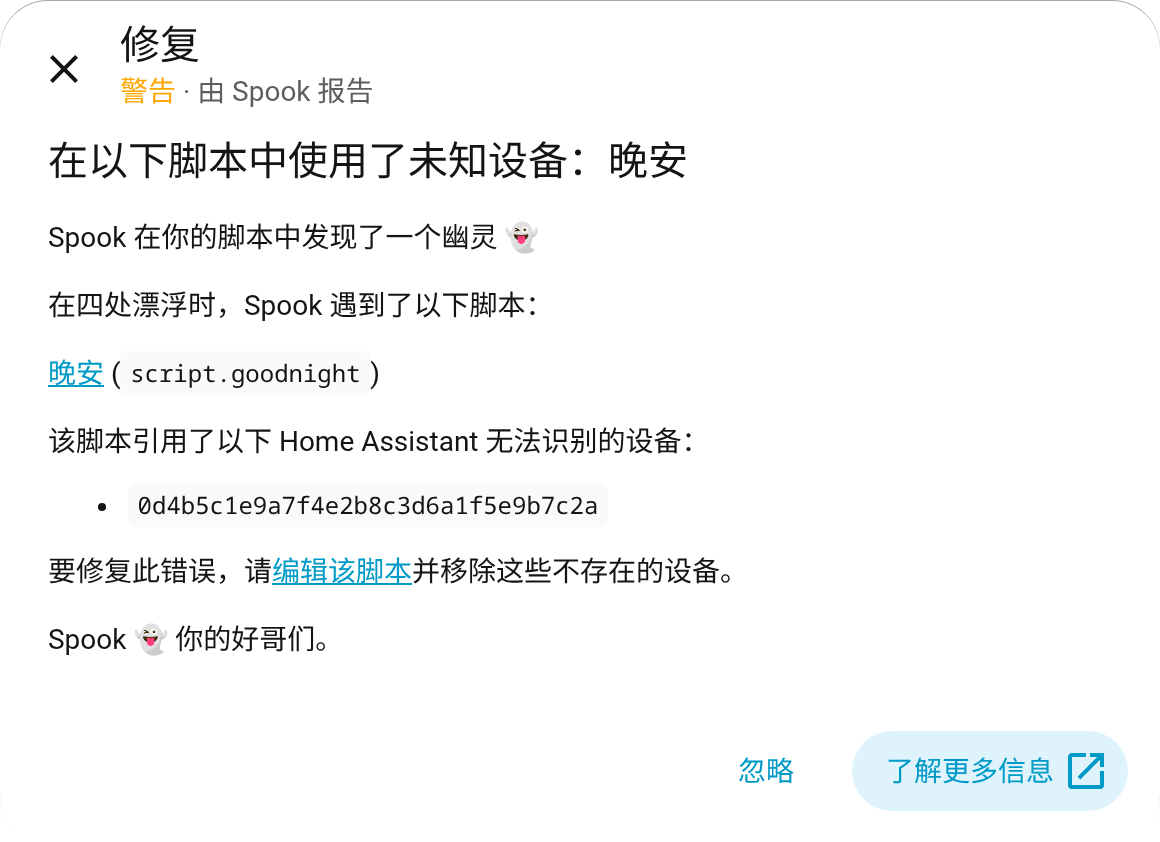 修复
警告 · 由 Spook 报告
在以下脚本中使用了未知设备：晚安
Spook 在你的脚本中发现了一个幽灵 👻
在四处漂浮时，Spook 遇到了以下脚本：
晚安 ( script.goodnight )
该脚本引用了以下 Home Assistant 无法识别的设备：
• 0d4b5c1e9a7f4e2b8c3d6a1f5e9b7c2a
要修复此错误，请编辑该脚本并移除这些不存在的设备。
Spook 👻 你的好哥们。
忽略
了解更多信息